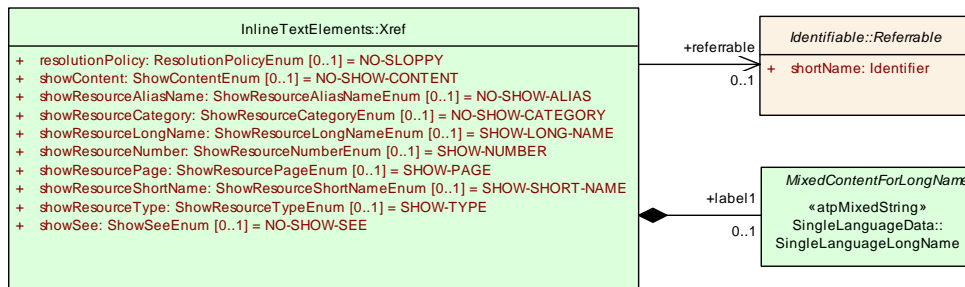 InlineTextElements::Xref
+ resolutionPolicy: ResolutionPolicyEnum [0..1] = NO-SLOPPY
+ showContent: ShowContentEnum [0..1] = NO-SHOW-CONTENT
+ showResourceAliasName: ShowResourceAliasNameEnum [0..1] = NO-SHOW-ALIAS
+ showResourceCategory: ShowResourceCategoryEnum [0..1] = NO-SHOW-CATEGORY
+ showResourceLongName: ShowResourceLongNameEnum [0..1] = SHOW-LONG-NAME
+ showResourceNumber: ShowResourceNumberEnum [0..1] = SHOW-NUMBER
+ showResourcePage: ShowResourcePageEnum [0..1] = SHOW-PAGE
+ showResourceShortName: ShowResourceShortNameEnum [0..1] = SHOW-SHORT-NAME
+ showResourceType: ShowResourceTypeEnum [0..1] = SHOW-TYPE
+ showSee: ShowSeeEnum [0..1] = NO-SHOW-SEE
+referrable
0..1
Identifiable::Referrable
+ shortName: Identifier
+label1
0..1
MixedContentForLongName
«atpMixedString»
SingleLanguageData::
SingleLanguageLongName